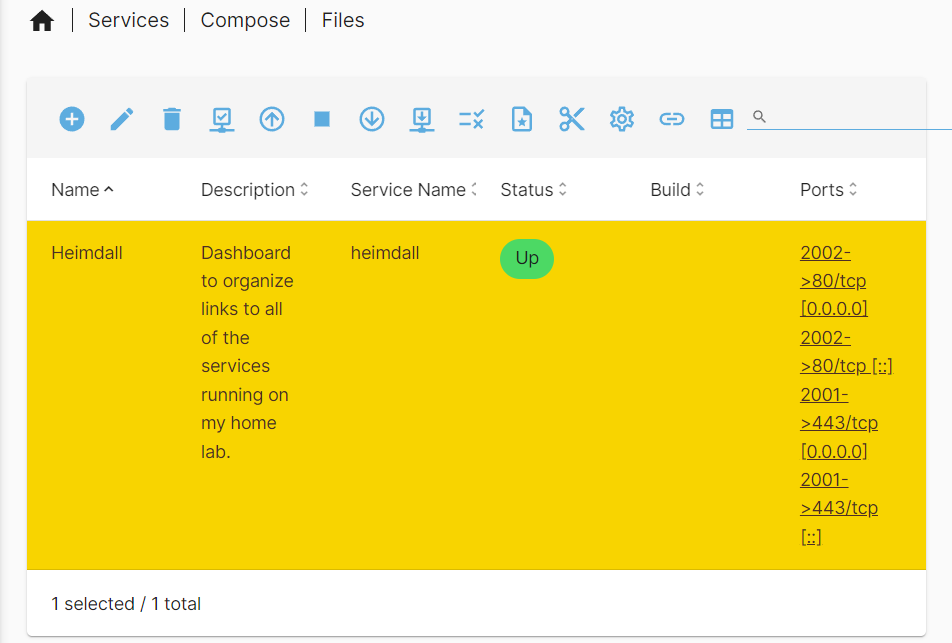 Services | Compose | Files
Name Description Service Name Status Build Ports
Heimdall
Dashboard
to organize
links to all
of the
services
running on
my home
lab.
heimdall
Up
2002-
>80/tcp
[0.0.0.0]
2002-
>80/tcp [::]
2001-
>443/tcp
[0.0.0.0]
2001-
>443/tcp
[::]
1 selected / 1 total